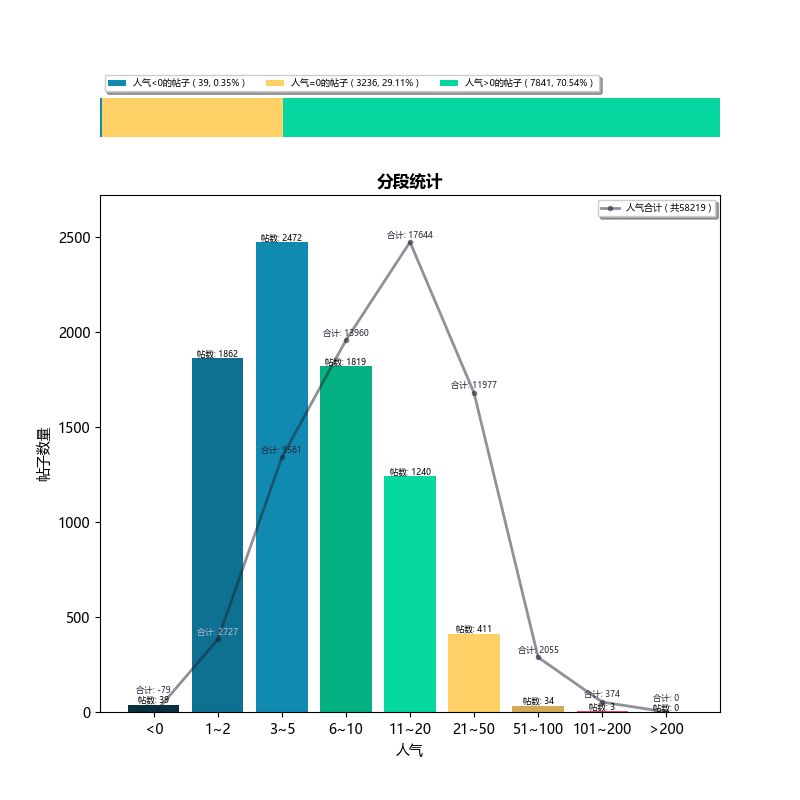 人气<0的帖子 ( 39, 0.35% ) 人气=0的帖子 ( 3236, 29.11% ) 人气>0的帖子 ( 7841, 70.54% )
分段统计
人气合计 ( 共58219 )
2500
2000
1500
1000
500
0
帖子数量
合计: -79
帖数: 39
帖数: 1862
合计: 2727
帖数: 2472
合计: 9561
合计: 13960
帖数: 1819
合计: 17644
帖数: 1240
合计: 11977
帖数: 411
合计: 2055
帖数: 34
合计: 374
帖数: 3
合计: 0
帖数: 0
<0 1~2 3~5 6~10 11~20 21~50 51~100 101~200 >200
人气